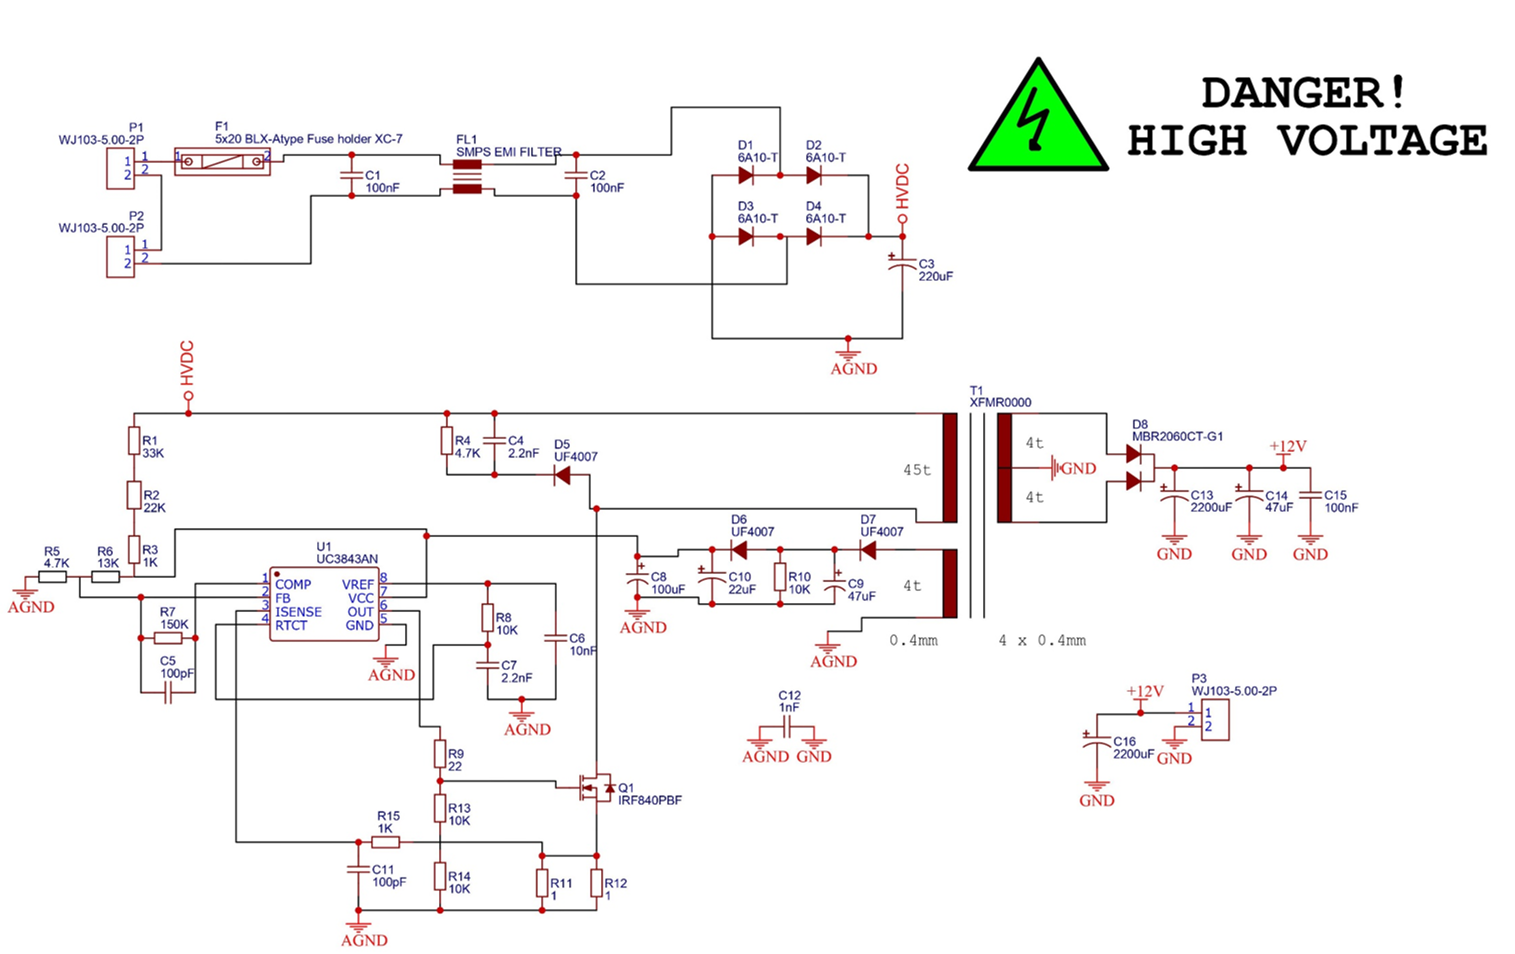 DANGER!
HIGH VOLTAGE
P1
WJ103-5.00-2P
1 1
2 2
F1
5x20 BLX-Atype Fuse holder XC-7
1 2
C1
100nF
FL1
SMPS EMI FILTER
C2
100nF
D1
6A10-T
D2
6A10-T
D3
6A10-T
D4
6A10-T
HVDC
C3
220uF
AGND
P2
WJ103-5.00-2P
1 1
2 2
HVDC
R1
33K
R2
22K
R3
1K
R4
4.7K
C4
2.2nF
D5
UF4007
T1
XFMR0000
45t
4t
GND
4t
D8
MBR2060CT-G1
+12V
C13
2200uF
C14
47uF
C15
100nF
GND
GND
GND
R5
4.7K
R6
13K
AGND
U1
UC3843AN
1 COMP VREF 8
2 FB VCC 7
3 ISENSE OUT 6
4 RTCT GND 5
AGND
R7
150K
C5
100pF
R8
10K
C7
2.2nF
C6
10nF
AGND
D6
UF4007
D7
UF4007
C8
100uF
C10
22uF
R10
10K
C9
47uF
4t
AGND
AGND
0.4mm
4 x 0.4mm
C12
1nF
AGND GND
+12V
P3
WJ103-5.00-2P
1 1
2 2
C16
2200uF
GND
GND
R9
22
Q1
IRF840PBF
R13
10K
R15
1K
C11
100pF
R14
10K
R11
1
R12
1
AGND